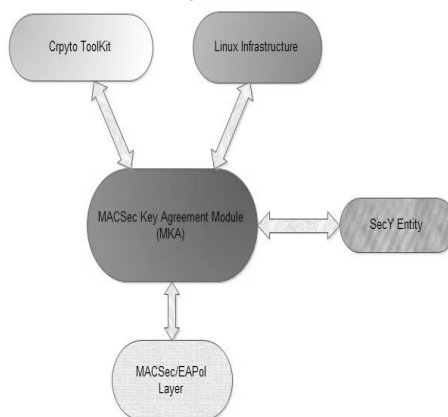 Crpyto ToolKit
Linux Infrastructure
MACSec Key Agreement Module
(MKA)
SecY Entity
MACSec/EAPol
Layer